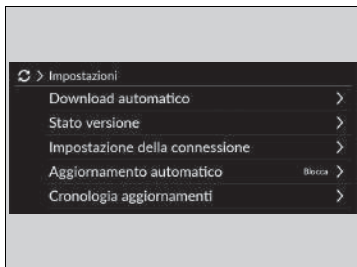 Impostazioni
Download automatico
Stato versione
Impostazione della connessione
Aggiornamento automatico Blocca
Cronologia aggiornamenti